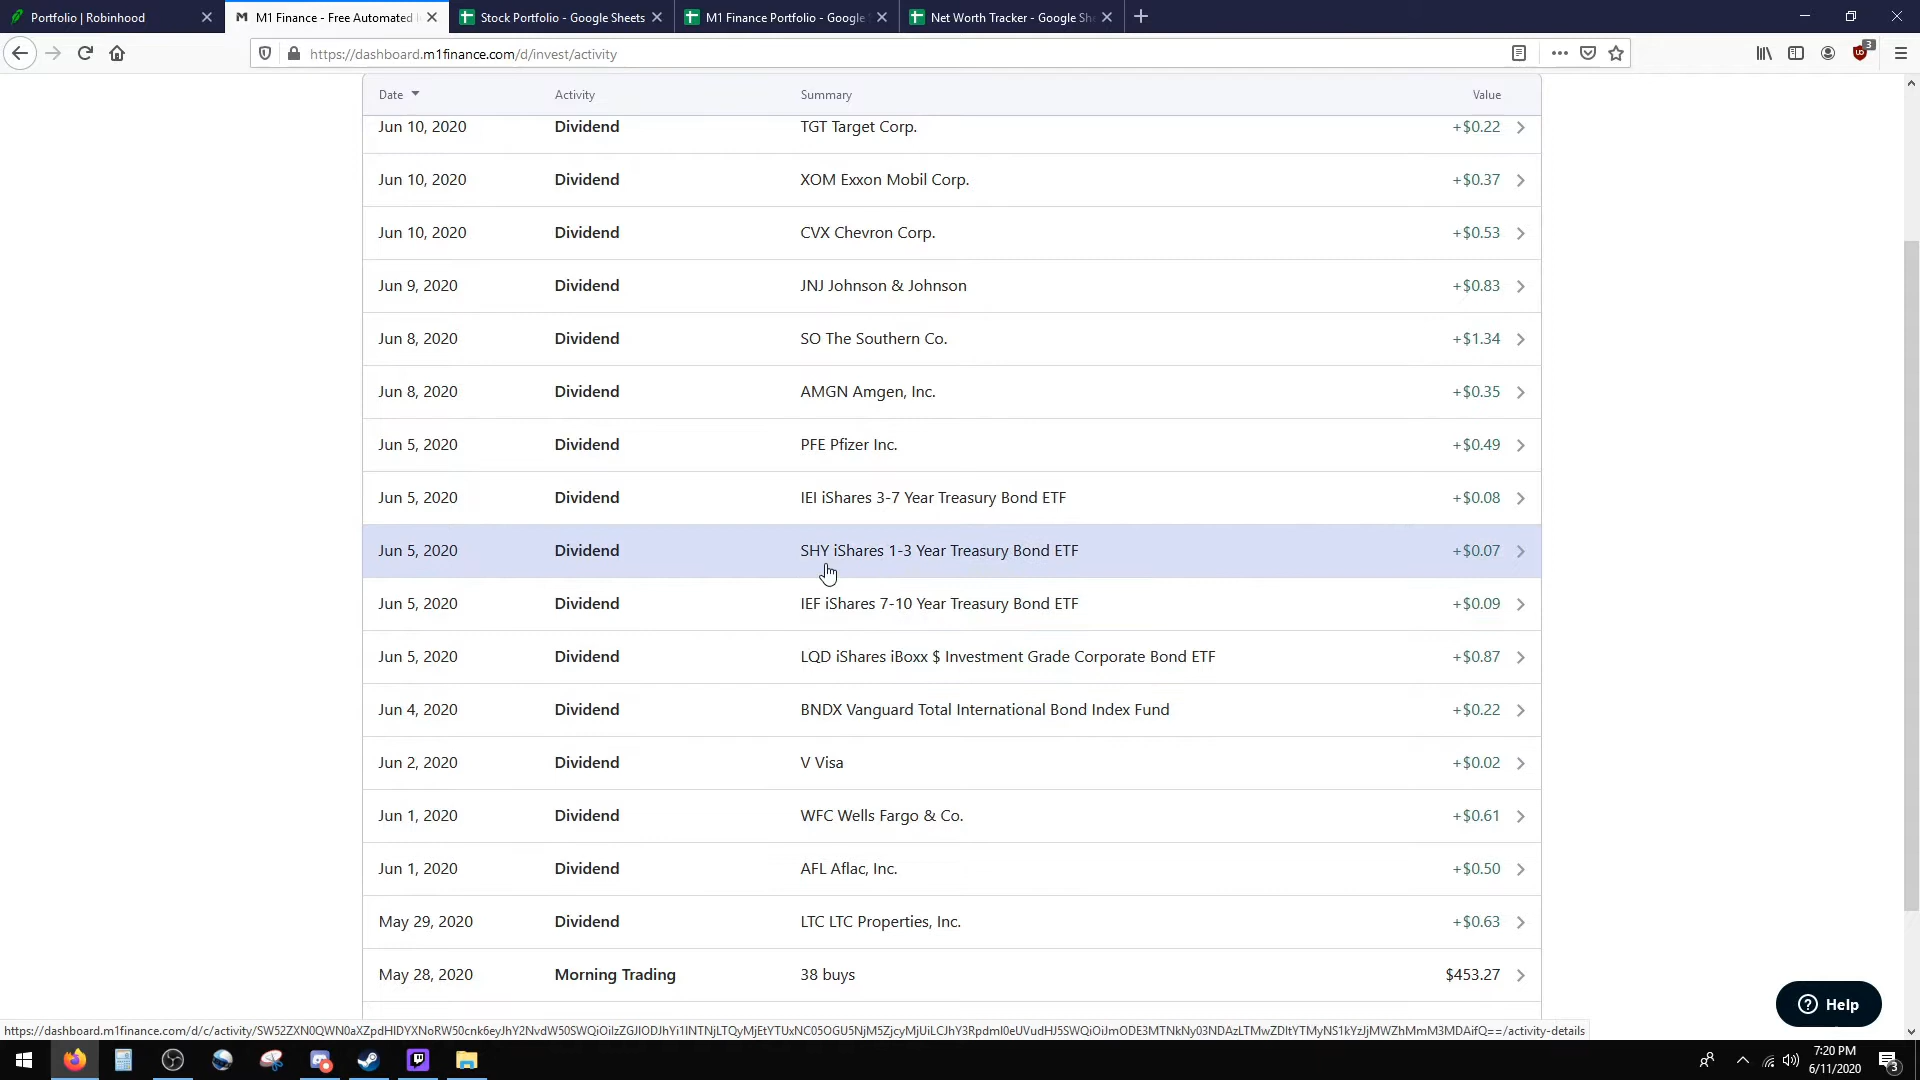 Portfolio | Robinhood
M1 Finance - Free Automated
Stock Portfolio - Google Sheets
M1 Finance Portfolio - Google
Net Worth Tracker - Google She
https://dashboard.m1finance.com/d/invest/activity
3
Date Activity Summary Value
Jun 10, 2020 Dividend TGT Target Corp. +$0.22
Jun 10, 2020 Dividend XOM Exxon Mobil Corp. +$0.37
Jun 10, 2020 Dividend CVX Chevron Corp. +$0.53
Jun 9, 2020 Dividend JNJ Johnson & Johnson +$0.83
Jun 8, 2020 Dividend SO The Southern Co. +$1.34
Jun 8, 2020 Dividend AMGN Amgen, Inc. +$0.35
Jun 5, 2020 Dividend PFE Pfizer Inc. +$0.49
Jun 5, 2020 Dividend IEI iShares 3-7 Year Treasury Bond ETF +$0.08
Jun 5, 2020 Dividend SHY iShares 1-3 Year Treasury Bond ETF +$0.07
Jun 5, 2020 Dividend IEF iShares 7-10 Year Treasury Bond ETF +$0.09
Jun 5, 2020 Dividend LQD iShares iBoxx $ Investment Grade Corporate Bond ETF +$0.87
Jun 4, 2020 Dividend BNDX Vanguard Total International Bond Index Fund +$0.22
Jun 2, 2020 Dividend V Visa +$0.02
Jun 1, 2020 Dividend WFC Wells Fargo & Co. +$0.61
Jun 1, 2020 Dividend AFL Aflac, Inc. +$0.50
May 29, 2020 Dividend LTC LTC Properties, Inc. +$0.63
May 28, 2020 Morning Trading 38 buys $453.27
Help
7:20 PM
6/11/2020
3